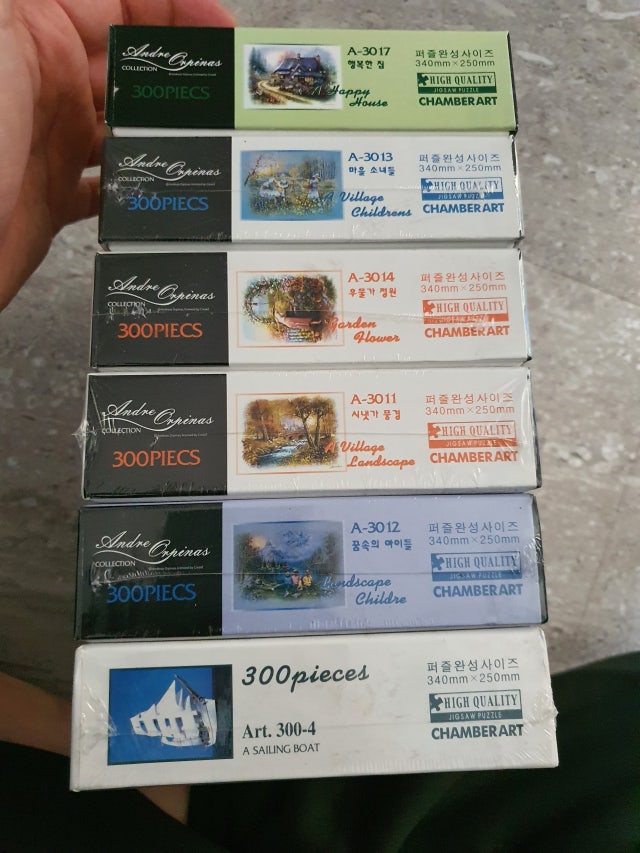 Andre Orpinas
COLLECTION
300PIECS
A Happy
House
A-3017
행복한 집
퍼즐완성사이즈
340mm×250mm
HIGH QUALITY
JIGSAW PUZZLE
CHAMBERART
Andre Orpinas
COLLECTION
300PIECS
A Village
Childrens
A-3013
마을 소녀들
퍼즐완성사이즈
340mm×250mm
HIGH QUALITY
JIGSAW PUZZLE
CHAMBERART
Andre Orpinas
COLLECTION
300PIECS
Garden
Flower
A-3014
우물가 정원
퍼즐완성사이즈
340mm×250mm
HIGH QUALITY
CHAMBERART
Andre Orpinas
COLLECTION
300PIECS
A Village
Landscape
A-3011
시냇가 풍경
퍼즐완성사이즈
340mm×250mm
HIGH QUALITY
JIGSAW PUZZLE
CHAMBERART
Andre Orpinas
COLLECTION
300PIECS
Landscape
Childre
A-3012
꿈속의 아이들
퍼즐완성사이즈
340mm×250mm
HIGH QUALITY
JIGSAW PUZZLE
CHAMBERART
300pieces
Art. 300-4
A SAILING BOAT
퍼즐완성사이즈
340mm×250mm
HIGH QUALITY
JIGSAW PUZZLE
CHAMBERART